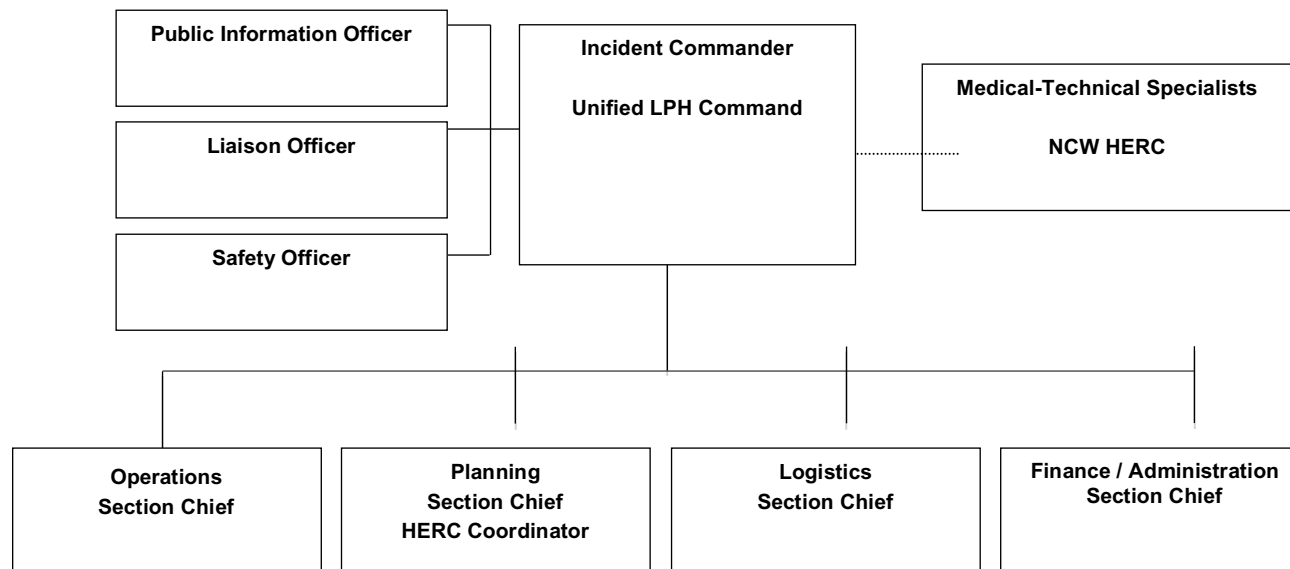 Public Information Officer
Liaison Officer
Safety Officer
Incident Commander
Unified LPH Command
Medical-Technical Specialists
NCW HERC
Operations
Section Chief
Planning
Section Chief
HERC Coordinator
Logistics
Section Chief
Finance / Administration
Section Chief